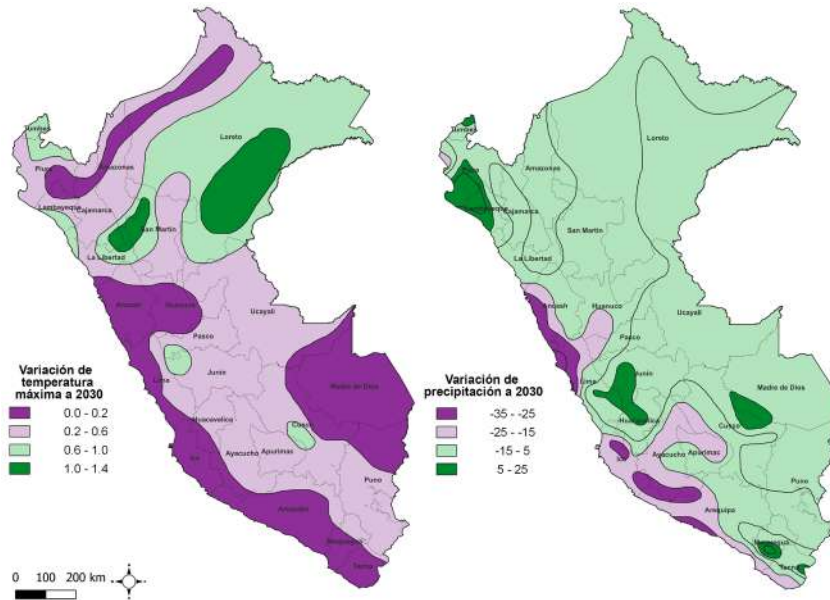 Tumbes
Loreto
Piura
Amazonas
Lambayeque
Cajamarca
San Martin
La Libertad
Ancash
Huanuco
Ucayali
Pasco
Lima
Junín
Madre de Dios
Huancavelica
Cusco
Ica
Ayacucho
Apurimac
Puno
Arequipa
Moquegua
Tacna
Variación de
temperatura
máxima a 2030
0.0 - 0.2
0.2 - 0.6
0.6 - 1.0
1.0 - 1.4
0 100 200 km
Tumbes
Loreto
Amazonas
Lambayeque
Cajamarca
San Martin
La Libertad
Ancash
Huanuco
Ucayali
Pasco
Lima
Junín
Madre de Dios
Huancavelica
Cusco
Ica
Ayacucho
Apurimac
Puno
Arequipa
Moquegua
Tacna
Variación de
precipitación a 2030
-35 - -25
-25 - -15
-15 - 5
5 - 25